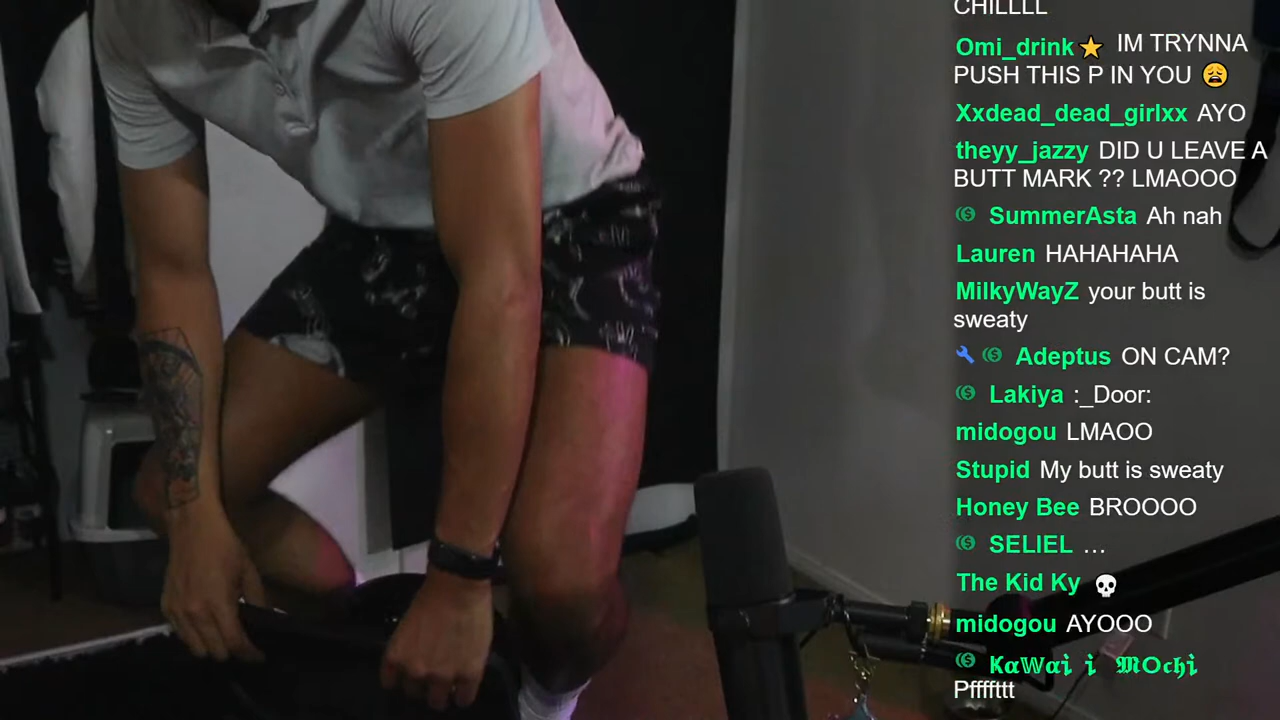 CHILLLL
Omi_drink⭐ IM TRYNNA
PUSH THIS P IN YOU 😩
Xxdead_dead_girlxx AYO
theyy_jazzy DID U LEAVE A
BUTT MARK ?? LMAOOO
SummerAsta Ah nah
Lauren HAHAHAHA
MilkyWayZ your butt is
sweaty
Adeptus ON CAM?
Lakiya :_Door:
midogou LMAOO
Stupid My butt is sweaty
Honey Bee BROOOO
SELIEL ...
The Kid Ky 💀
midogou AYOOO
𝕶αWαi i 𝕸Ochi
Pffffttt